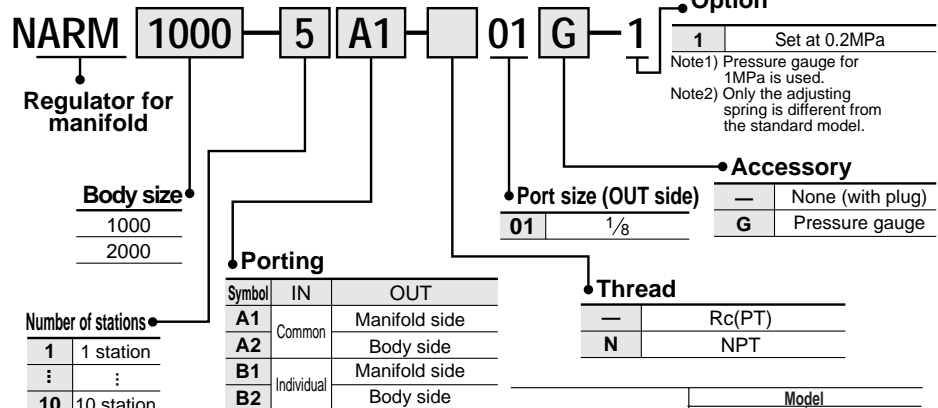 Option
NARM 1000 — 5 A1 — 01 G — 1
1 Set at 0.2MPa
Note1) Pressure gauge for
1MPa is used.
Note2) Only the adjusting
spring is different from
the standard model.
Regulator for
manifold
Accessory
— None (with plug)
G Pressure gauge
Body size
1000
2000
Port size (OUT side)
01 1/8
Porting
Symbol IN OUT
A1 Common Manifold side
A2 Body side
B1 Individual Manifold side
B2 Body side
Thread
— Rc(PT)
N NPT
Number of stations
1 1 station
⋮ ⋮
10 10 station
Model